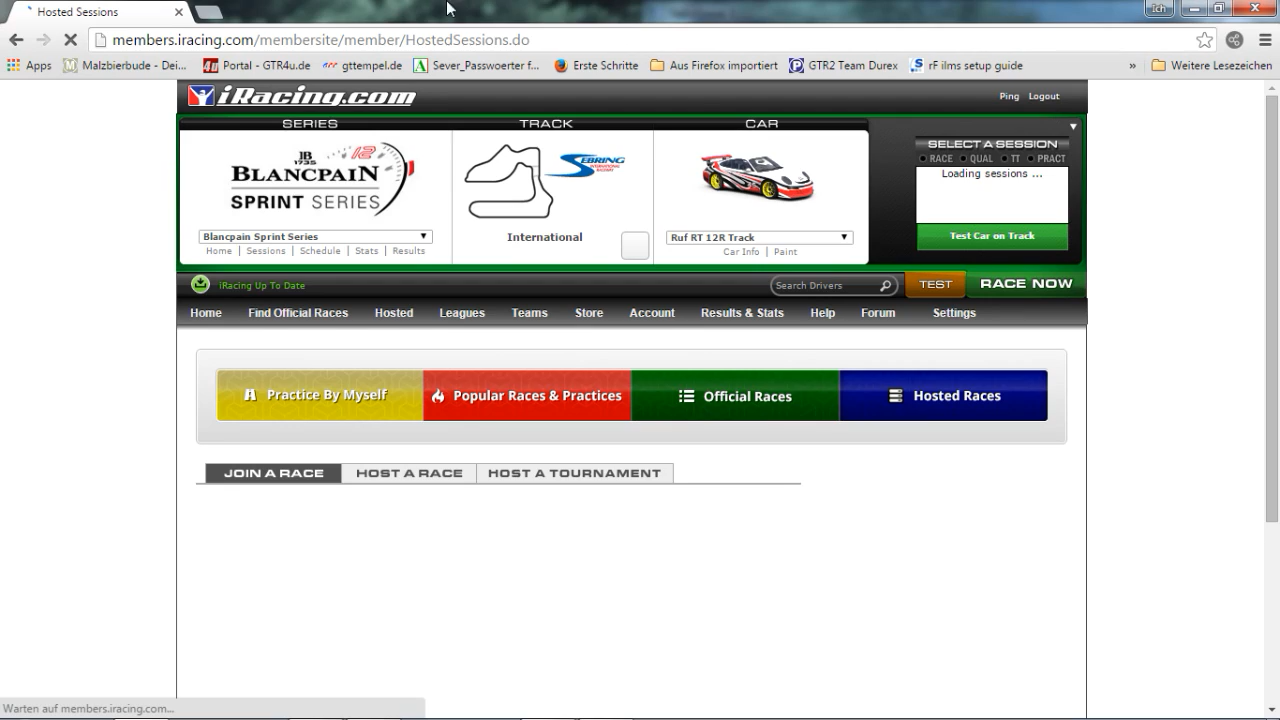 Hosted Sessions
ich
members.iracing.com/membersite/member/HostedSessions.do
Apps Malzbierbude - Dei... Portal - GTR4u.de gttempel.de Sever_Passwoerter f... Erste Schritte Aus Firefox importiert GTR2 Team Durex rF ilms setup guide » Weitere Lesezeichen
iRacing.com Ping Logout
SERIES TRACK CAR
SELECT A SESSION
RACE QUAL TT PRACT
Loading sessions ...
JB
1735
12
BLANCPAIN
SPRINT SERIES
SEBRING
INTERNATIONAL RACEWAY
International
Blancpain Sprint Series
Ruf RT 12R Track
Test Car on Track
Home | Sessions | Schedule | Stats | Results
Car Info | Paint
iRacing Up To Date Search Drivers TEST RACE NOW
Home Find Official Races Hosted Leagues Teams Store Account Results & Stats Help Forum Settings
Practice By Myself Popular Races & Practices Official Races Hosted Races
JOIN A RACE HOST A RACE HOST A TOURNAMENT
Warten auf members.iracing.com...